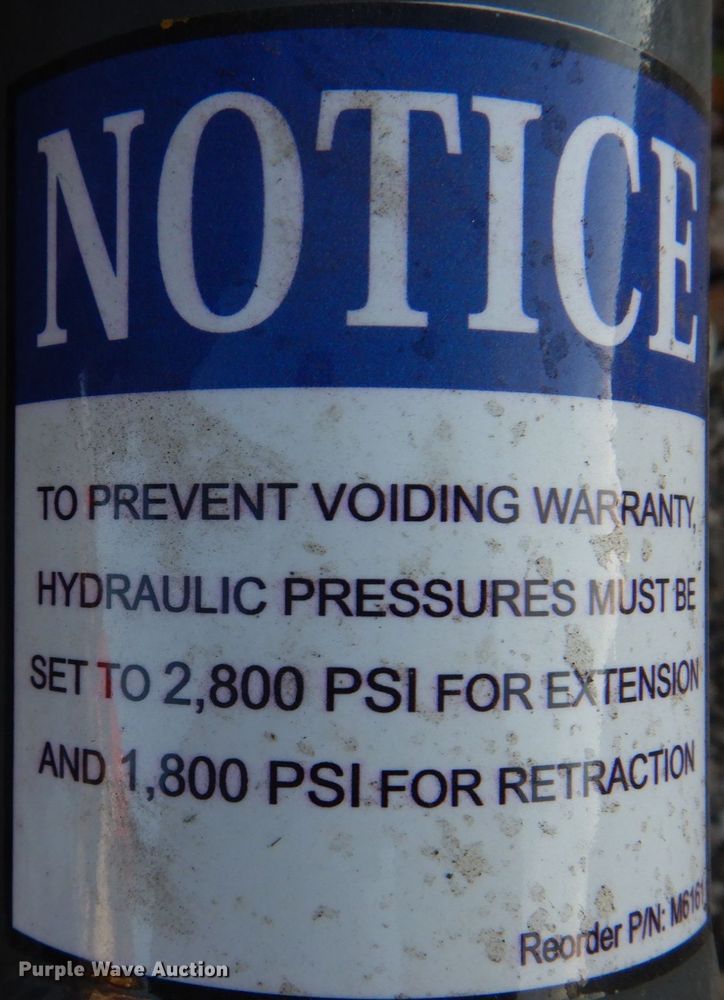 NOTICE
TO PREVENT VOIDING WARRANTY,
HYDRAULIC PRESSURES MUST BE
SET TO 2,800 PSI FOR EXTENSION
AND 1,800 PSI FOR RETRACTION
Reorder P/N:
Purple Wave Auction